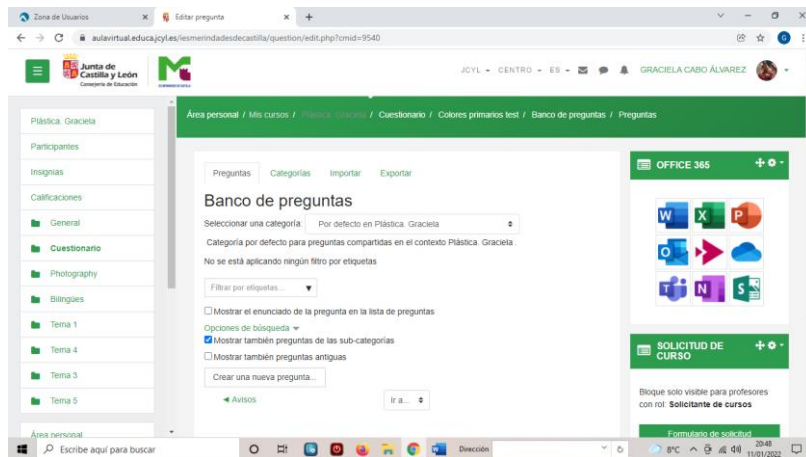 Zona de Usuarios
Editar pregunta
aulavirtual.educa.jcyl.es/iesmerindadesdecastilla/question/edit.php?cmid=9540
G
Junta de
Castilla y León
Consejería de Educación
JCYL
CENTRO
ES
GRACIELA CABO ÁLVAREZ
Área personal / Mis cursos / Plástica. Graciela / Cuestionario / Colores primarios test / Banco de preguntas / Preguntas
Plástica. Graciela
Participantes
Insignias
Calificaciones
General
Cuestionario
Photography
Bilingües
Tema 1
Tema 4
Tema 3
Tema 5
Área personal
Preguntas Categorías Importar Exportar
Banco de preguntas
Seleccionar una categoría: Por defecto en Plástica. Graciela
Categoría por defecto para preguntas compartidas en el contexto Plástica. Graciela .
No se está aplicando ningún filtro por etiquetas
Filtrar por etiquetas...
Mostrar el enunciado de la pregunta en la lista de preguntas
Opciones de búsqueda
Mostrar también preguntas de las sub-categorías
Mostrar también preguntas antiguas
Crear una nueva pregunta...
◄ Avisos
Ir a...
OFFICE 365
W X P
O
T N S
SOLICITUD DE
CURSO
Bloque solo visible para profesores
con rol: Solicitante de cursos
Formulario de solicitud
Escribe aquí para buscar
Dirección
8°C
20:48
11/01/2022